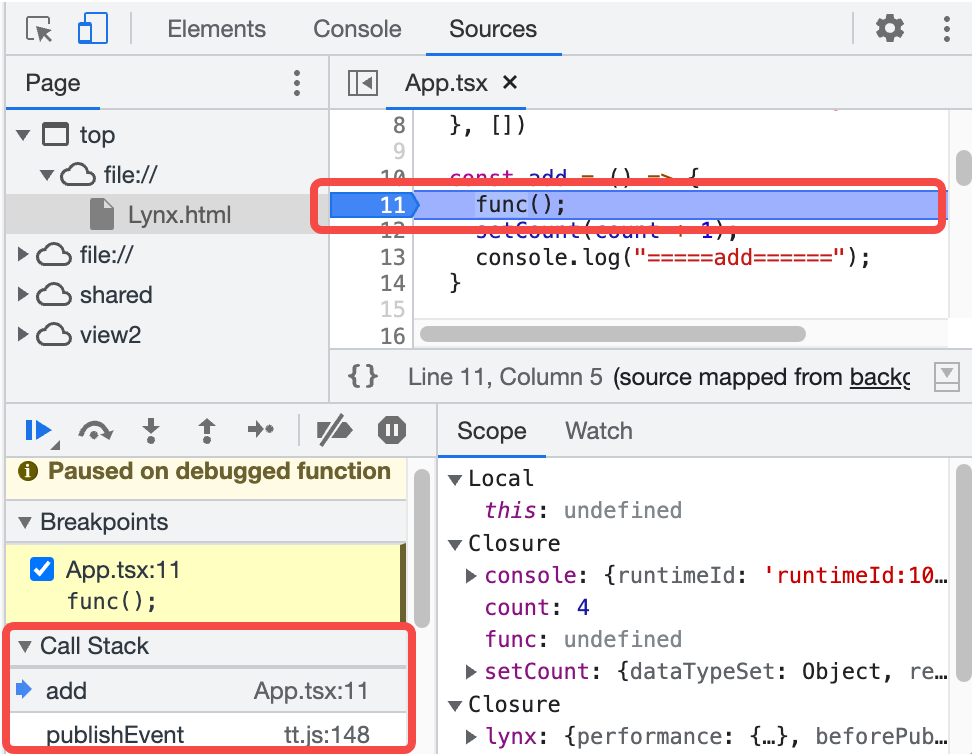 Elements Console Sources
Page
App.tsx ×
top
file://
Lynx.html
file://
shared
view2
8 }, [])
9
10 const add = () => {
11 func();
12 setCount(count + 1);
13 console.log("=====add======");
14 }
15
16
{} Line 11, Column 5 (source mapped from backg
Paused on debugged function
Breakpoints
App.tsx:11
func();
Call Stack
add App.tsx:11
publishEvent tt.js:148
Scope Watch
Local
this: undefined
Closure
console: {runtimeId: 'runtimeId:10…
count: 4
func: undefined
setCount: {dataTypeSet: Object, re…
Closure
lynx: {performance: {…}, beforePub…